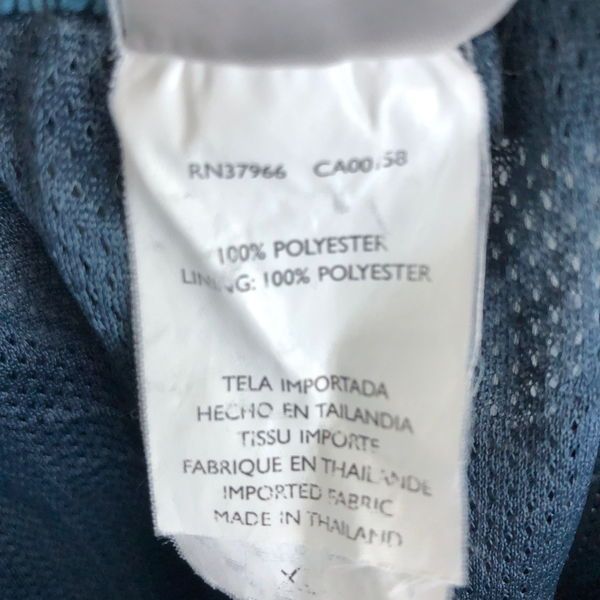 RN37966
100% POLYESTER
LINING: 100% POLYESTER
TELA IMPORTADA
HECHO EN TAILANDIA
TISSU IMPORTE
FABRIQUE EN THAILANDE
IMPORTED FABRIC
MADE IN THAILAND